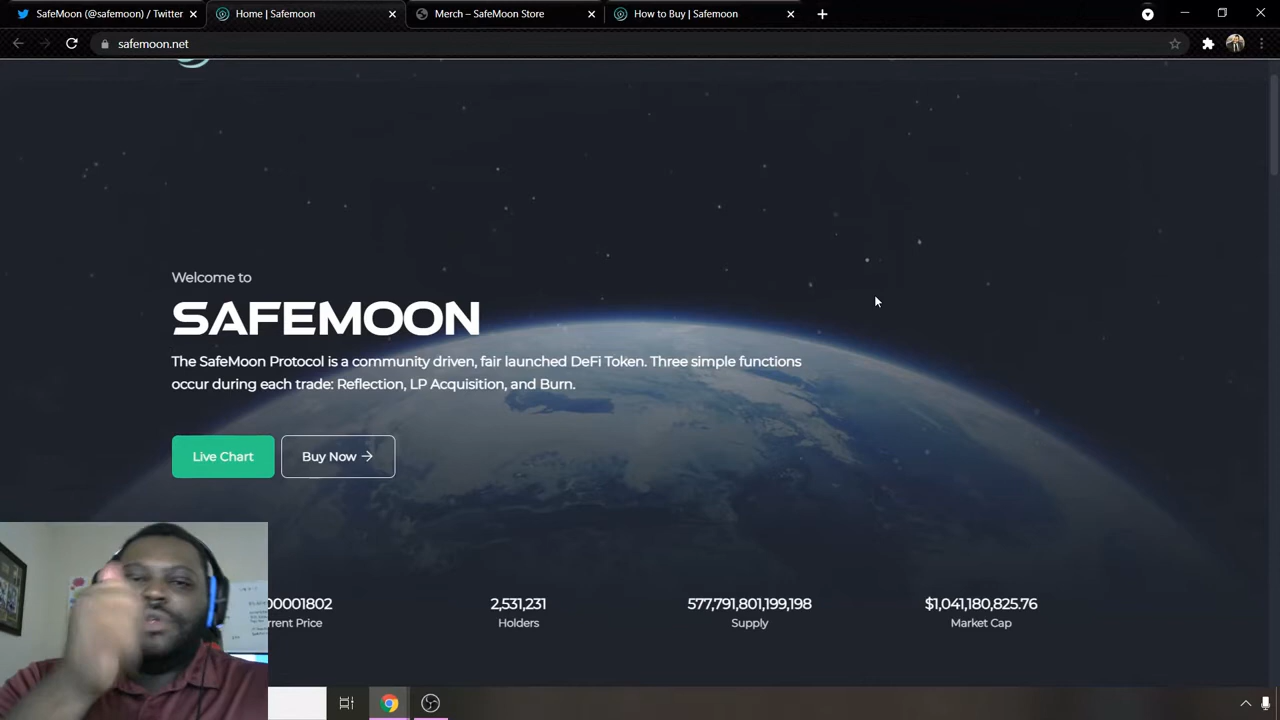 SafeMoon (@safemoon) / Twitter
Home | Safemoon
Merch – SafeMoon Store
How to Buy | Safemoon
safemoon.net
Welcome to
SAFEMOON
The SafeMoon Protocol is a community driven, fair launched DeFi Token. Three simple functions
occur during each trade: Reflection, LP Acquisition, and Burn.
Live Chart
Buy Now →
00001802
2,531,231
577,791,801,199,198
$1,041,180,825.76
rrent Price
Holders
Supply
Market Cap